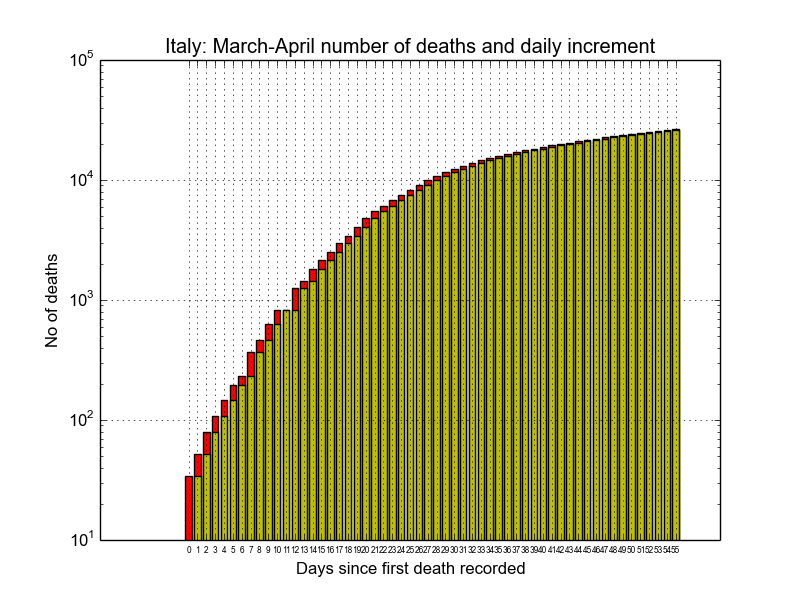 Italy: March-April number of deaths and daily increment
10^5
10^4
10^3
10^2
10^1
No of deaths
0 1 2 3 4 5 6 7 8 9 10 11 12 13 14 15 16 17 18 19 20 21 22 23 24 25 26 27 28 29 30 31 32 33 34 35 36 37 38 39 40 41 42 43 44 45 46 47 48 49 50 51 52 53 54 55
Days since first death recorded